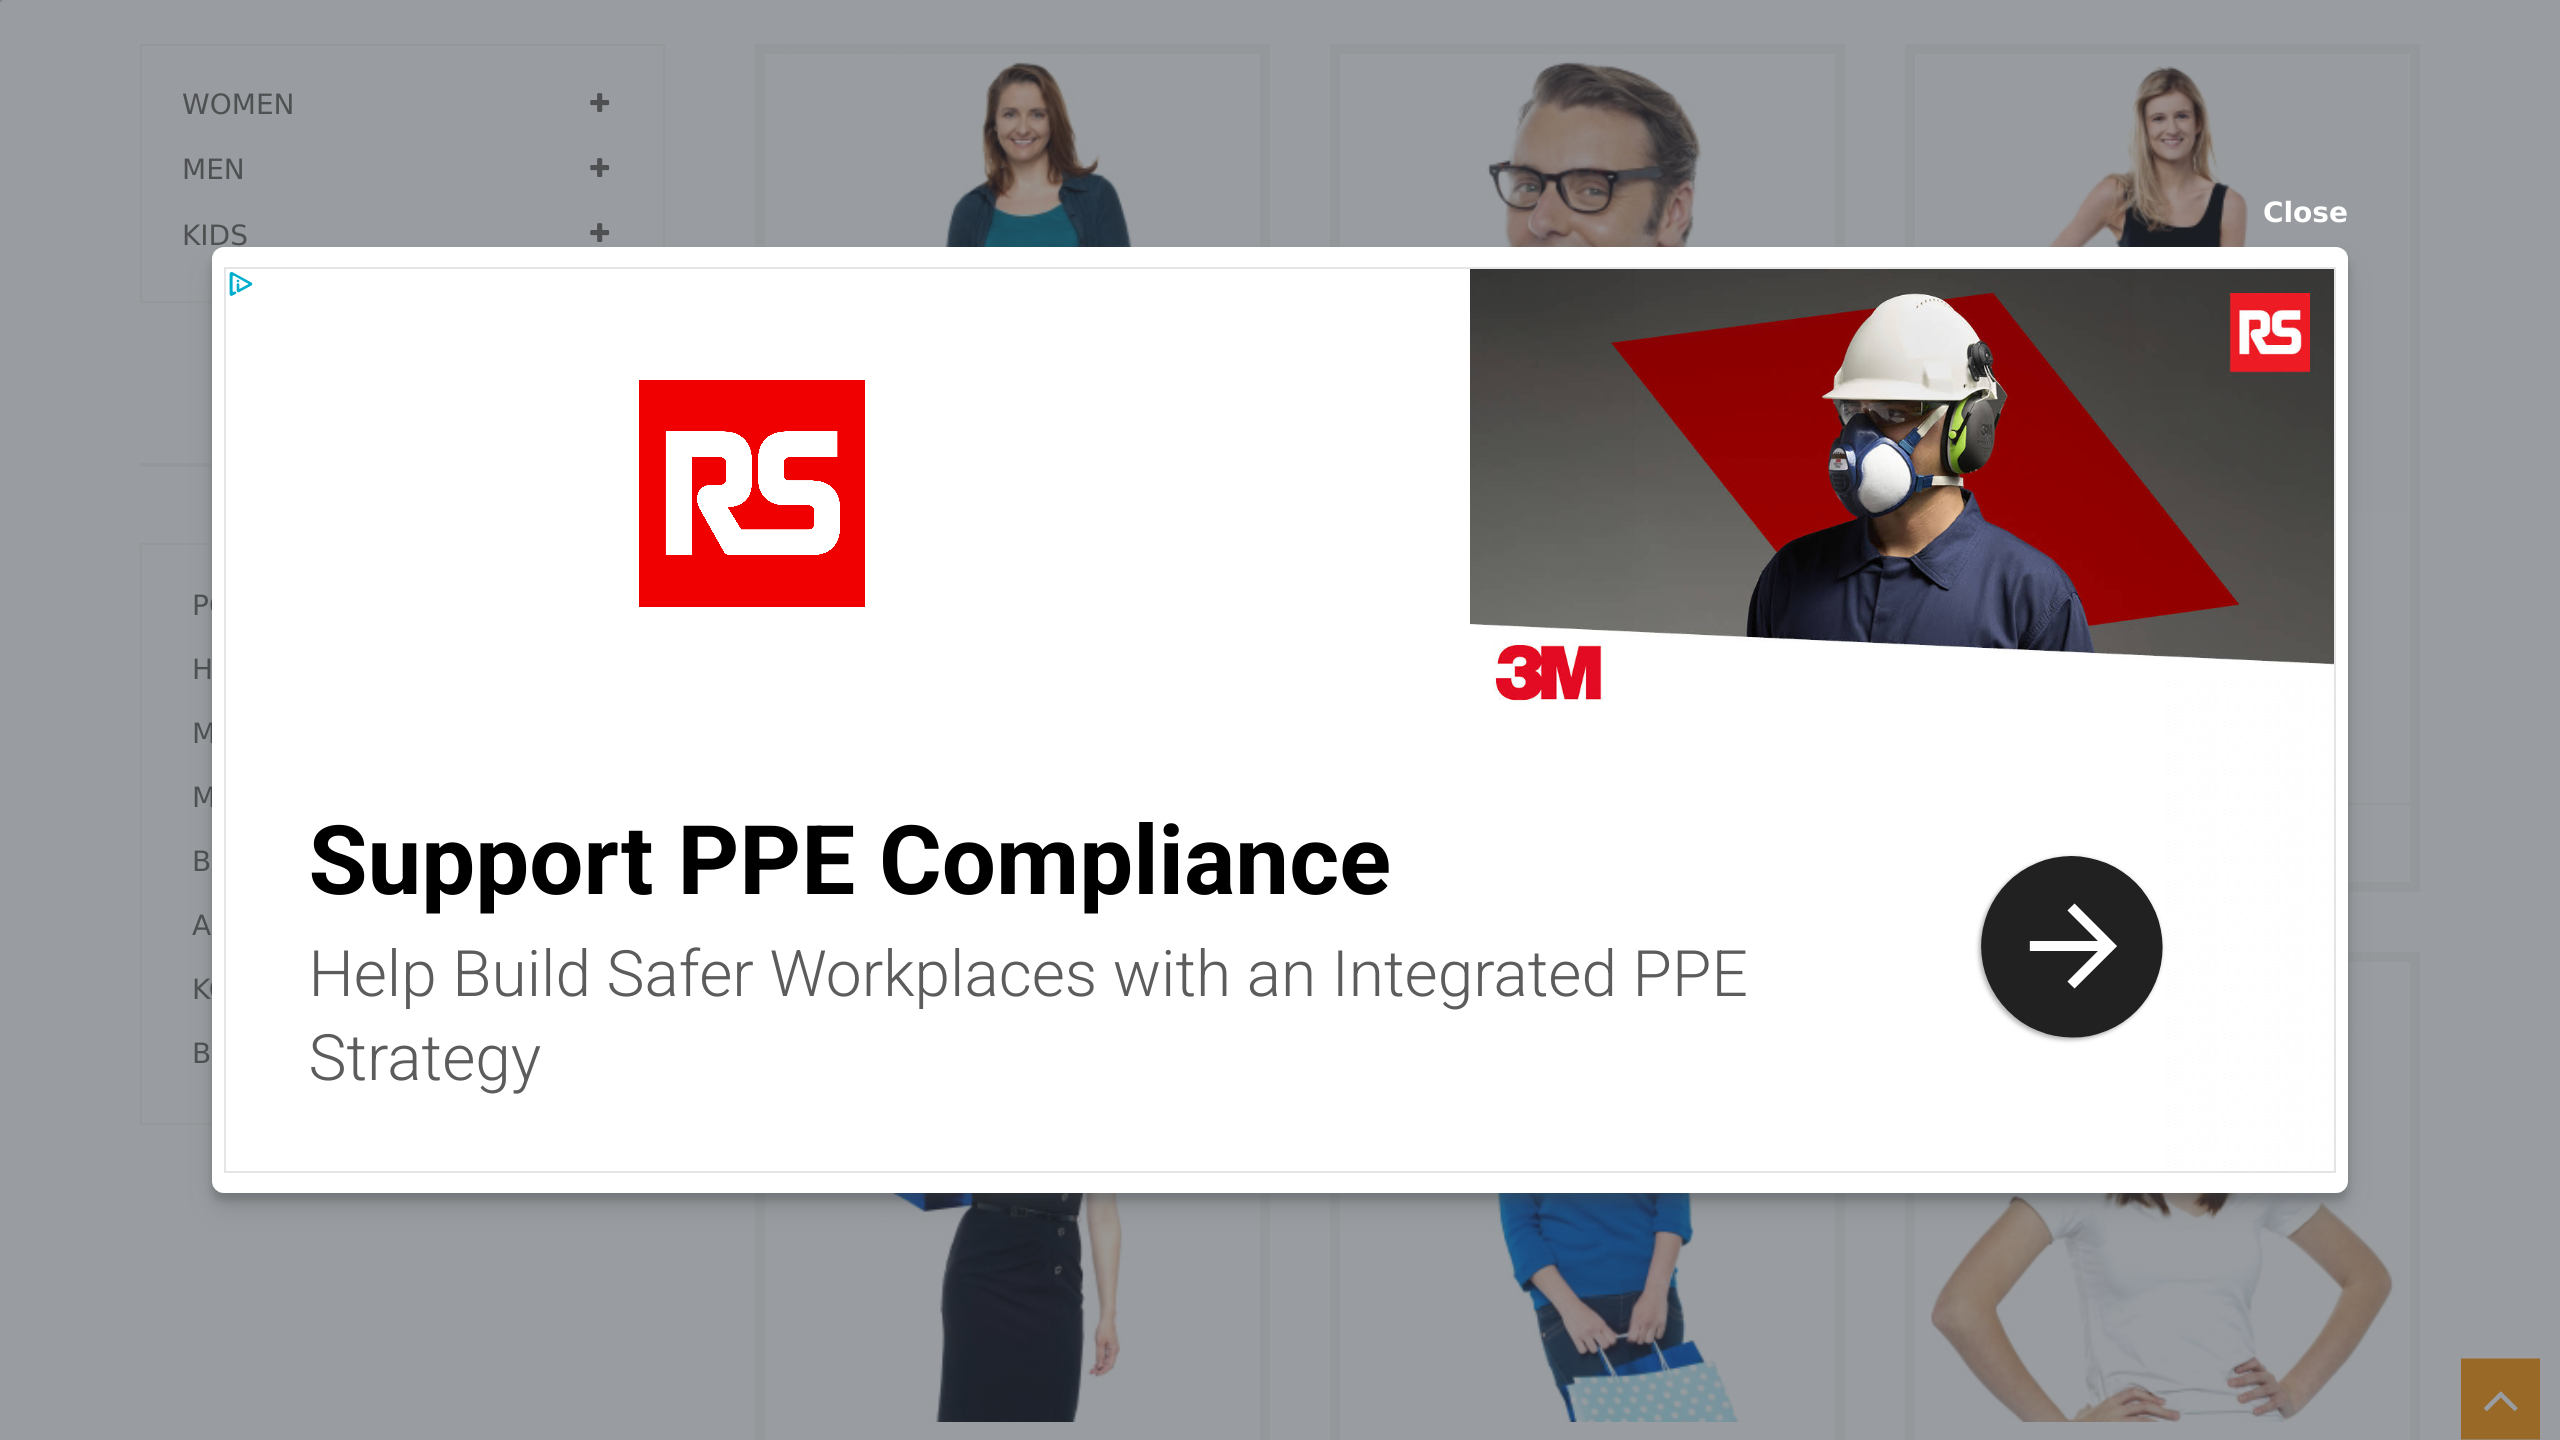 WOMEN
MEN
KIDS
Close
RS
RS
3M
Support PPE Compliance
Help Build Safer Workplaces with an Integrated PPE
Strategy